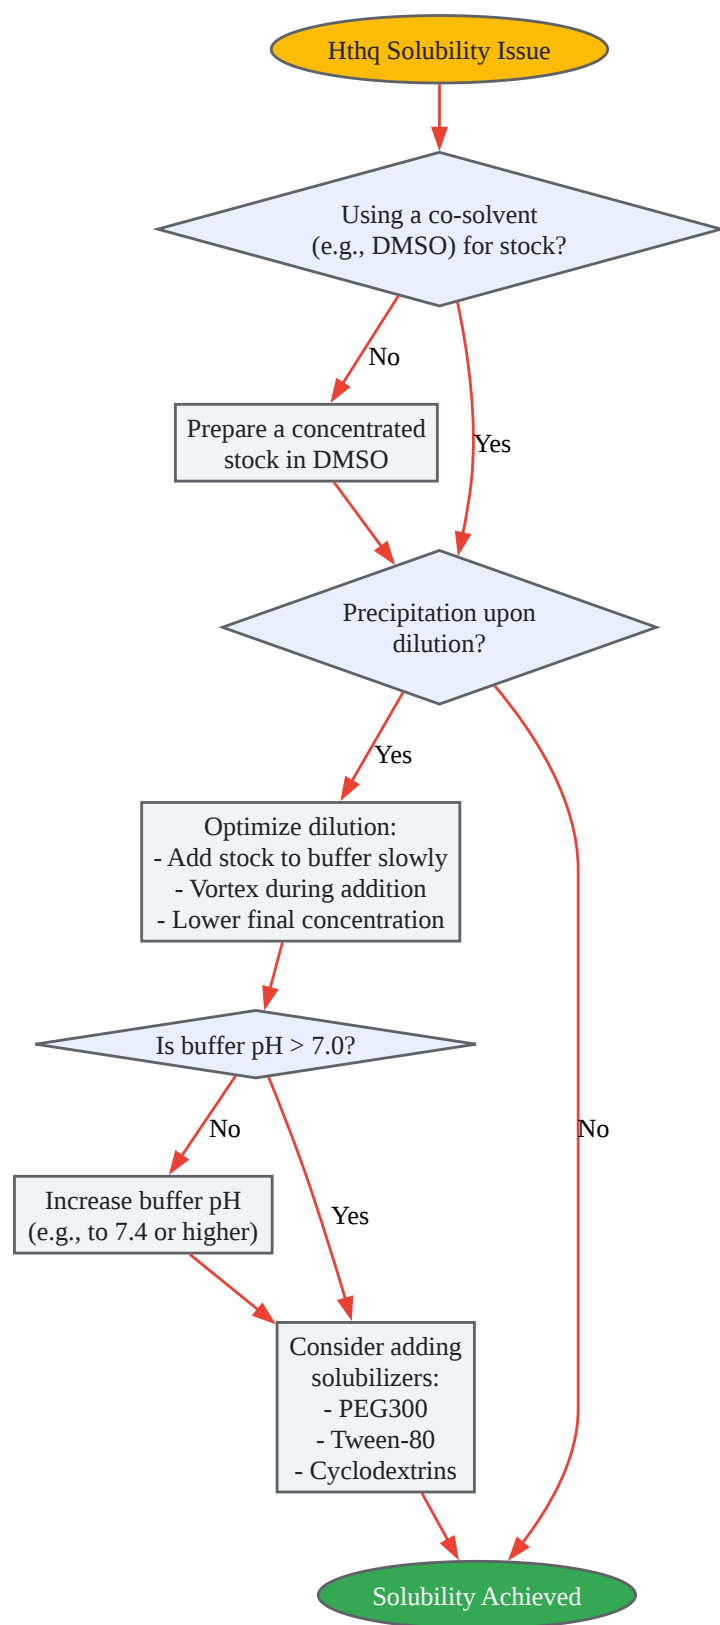 Hthq Solubility Issue
Using a co-solvent
(e.g., DMSO) for stock?
No
Yes
Prepare a concentrated
stock in DMSO
Precipitation upon
dilution?
Yes
No
Optimize dilution:
- Add stock to buffer slowly
- Vortex during addition
- Lower final concentration
Is buffer pH > 7.0?
No
Yes
Increase buffer pH
(e.g., to 7.4 or higher)
Consider adding
solubilizers:
- PEG300
- Tween-80
- Cyclodextrins
Solubility Achieved